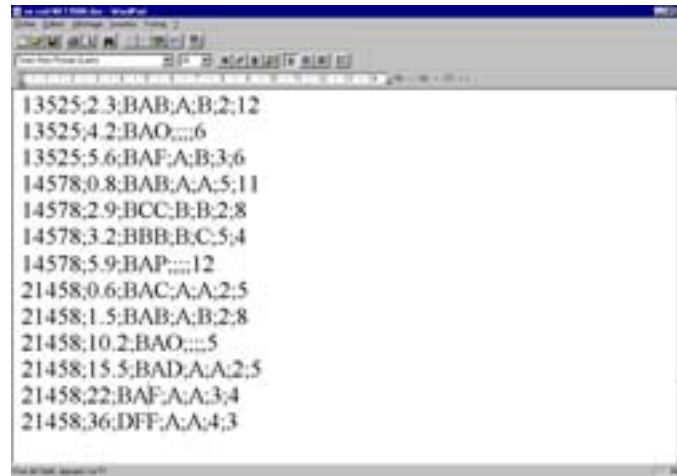 13525;2.3;BAB;A;B;2;12
13525;4.2;BAO;;;;6
13525;5.6;BAF;A;B;3;6
14578;0.8;BAB;A;A;5;11
14578;2.9;BCC;B;B;2;8
14578;3.2;BBB;B;C;5;4
14578;5.9;BAP;;;;12
21458;0.6;BAC;A;A;2;5
21458;1.5;BAB;A;B;2;8
21458;10.2;BAO;;;;5
21458;15.5;BAD;A;A;2;5
21458;22;BAF;A;A;3;4
21458;36;DFF;A;A;4;3